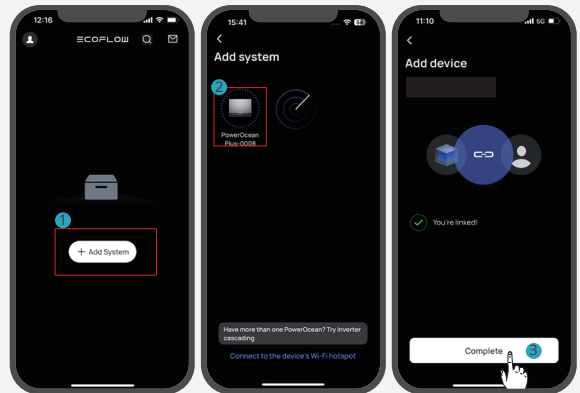 12:16
ECOFLOW
1
+ Add System
15:41
Add system
2
PowerOcean
Plus-0008
Have more than one PowerOcean? Try inverter
cascading
Connect to the device's Wi-Fi hotspot
11:10
5G
Add device
You're linked!
Complete
3